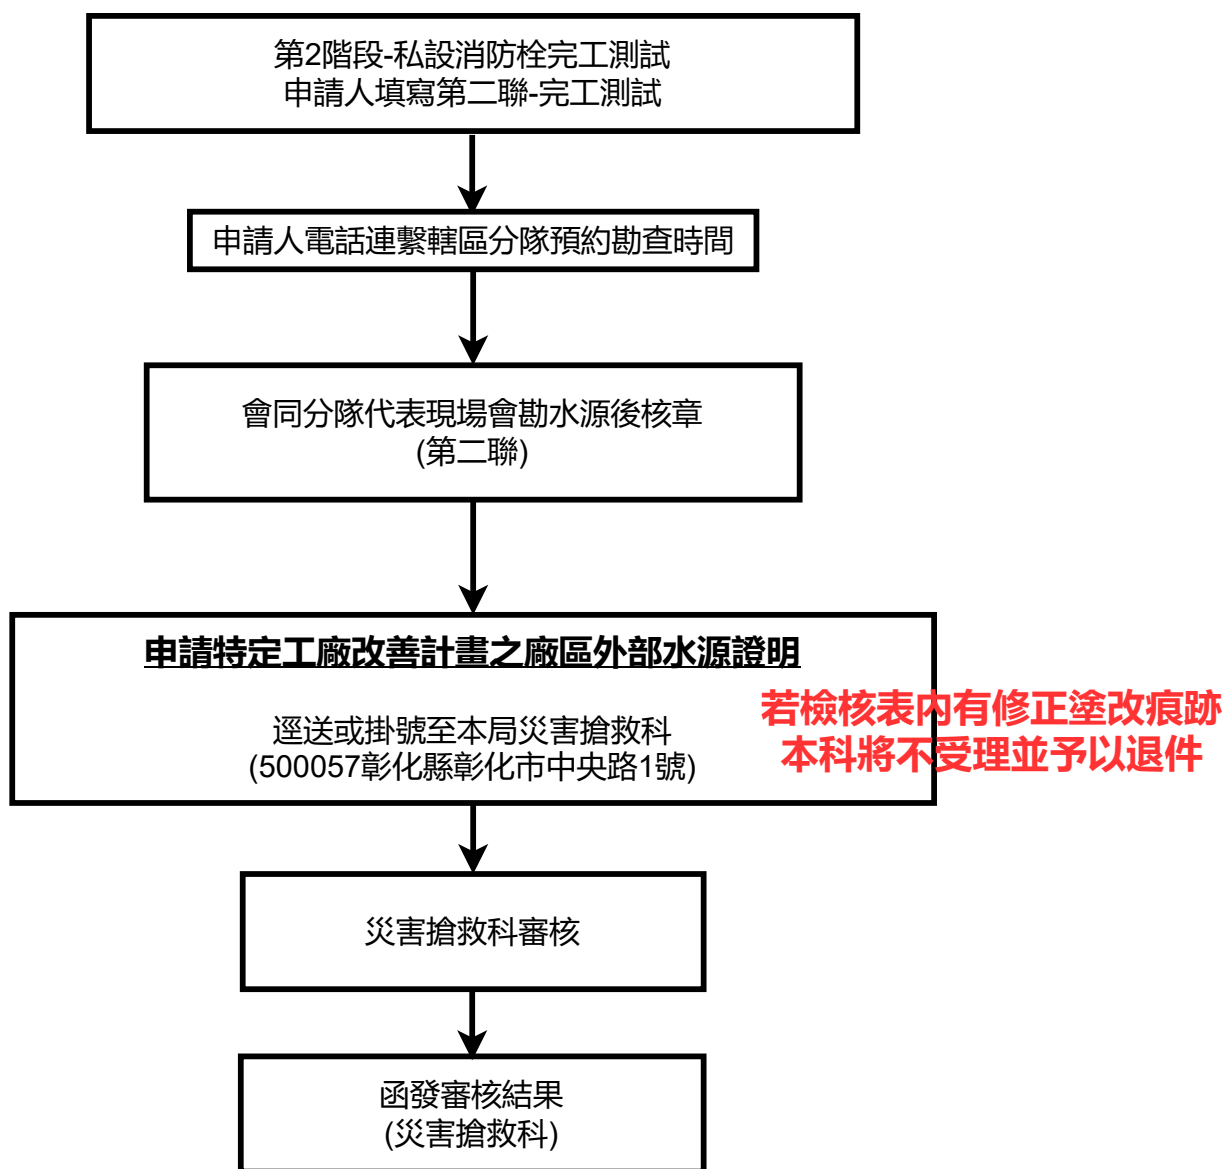 第2階段-私設消防栓完工測試
申請人填寫第二聯-完工測試
申請人電話連繫轄區分隊預約勘查時間
會同分隊代表現場會勘水源後核章
(第二聯)
申請特定工廠改善計畫之廠區外部水源證明
逕送或掛號至本局災害搶救科
(500057彰化縣彰化市中央路1號)
若檢核表內有修正塗改痕跡
本科將不受理並予以退件
災害搶救科審核
函發審核結果
(災害搶救科)